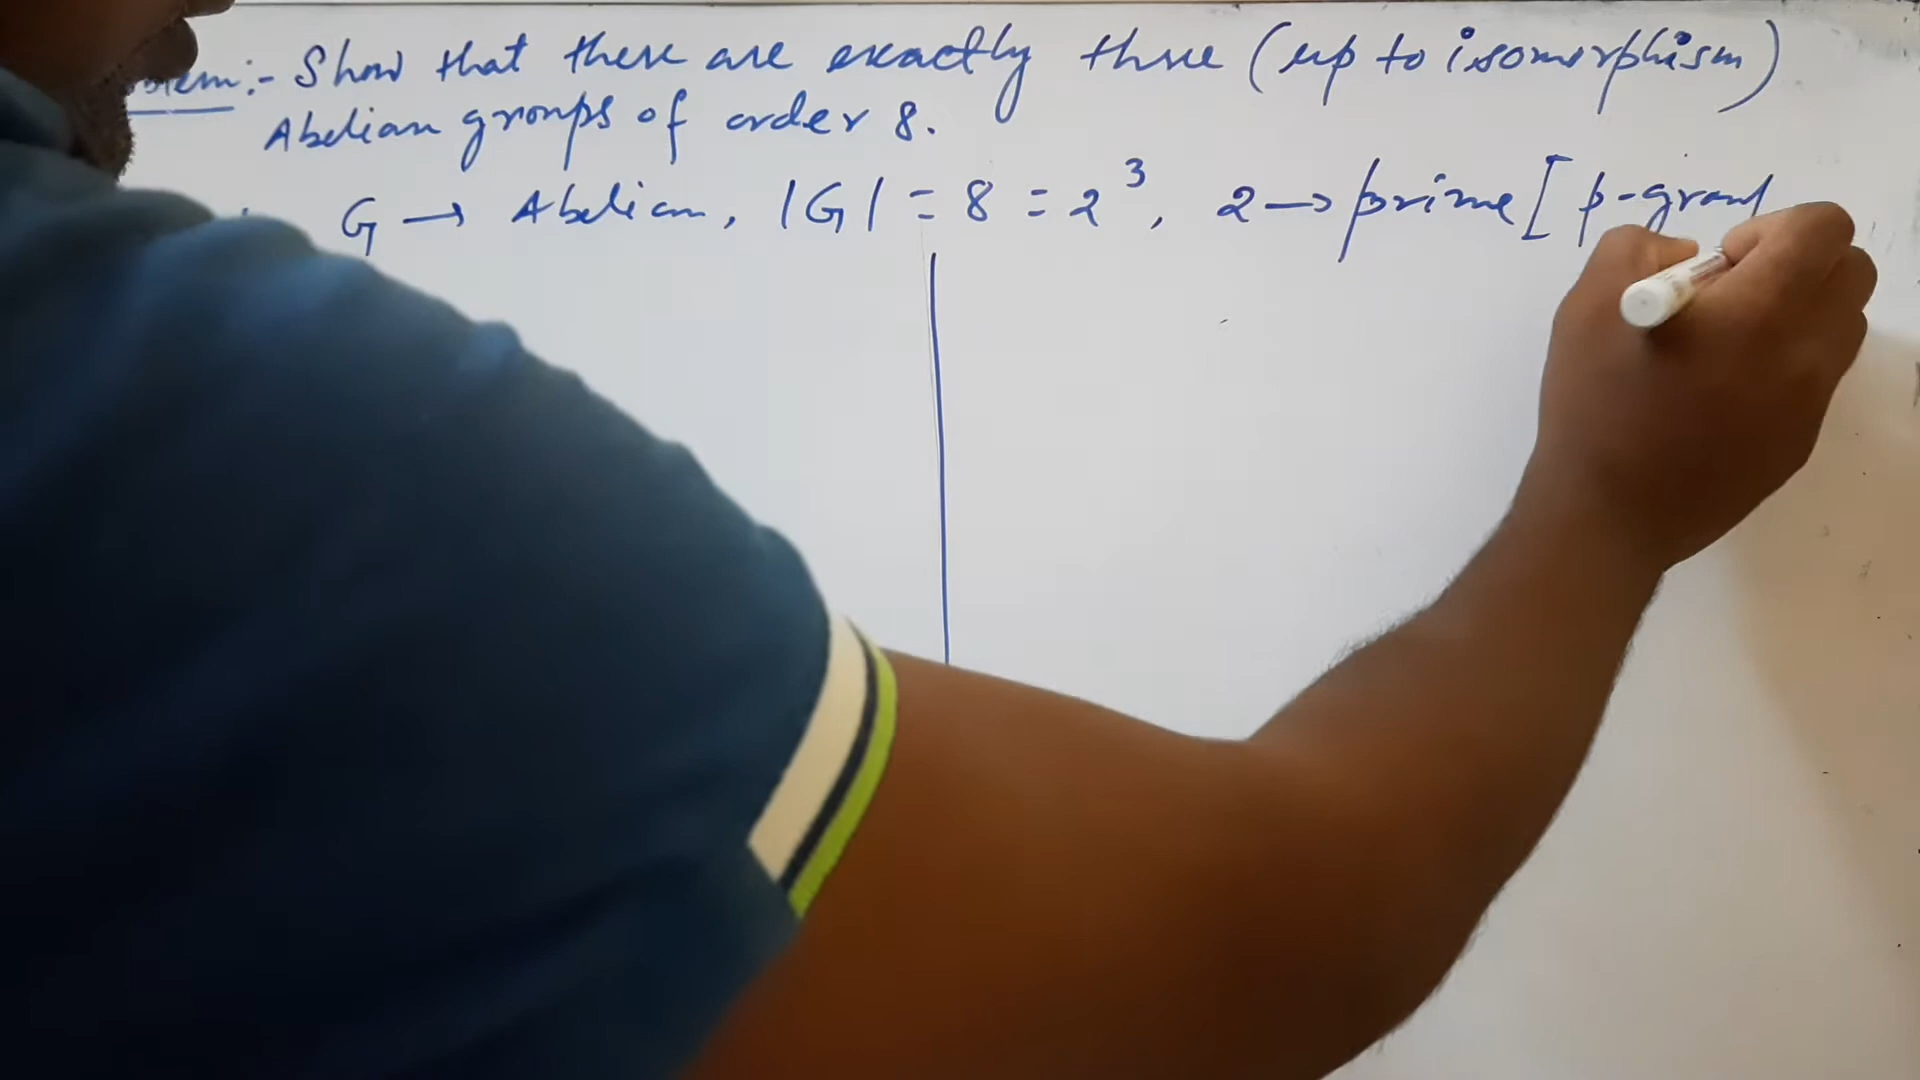 :- Show that there are exactly three (up to isomorphism)
Abelian groups of order 8.
G → Abelian, |G| = 8 = 2³, 2 → prime [ p-group